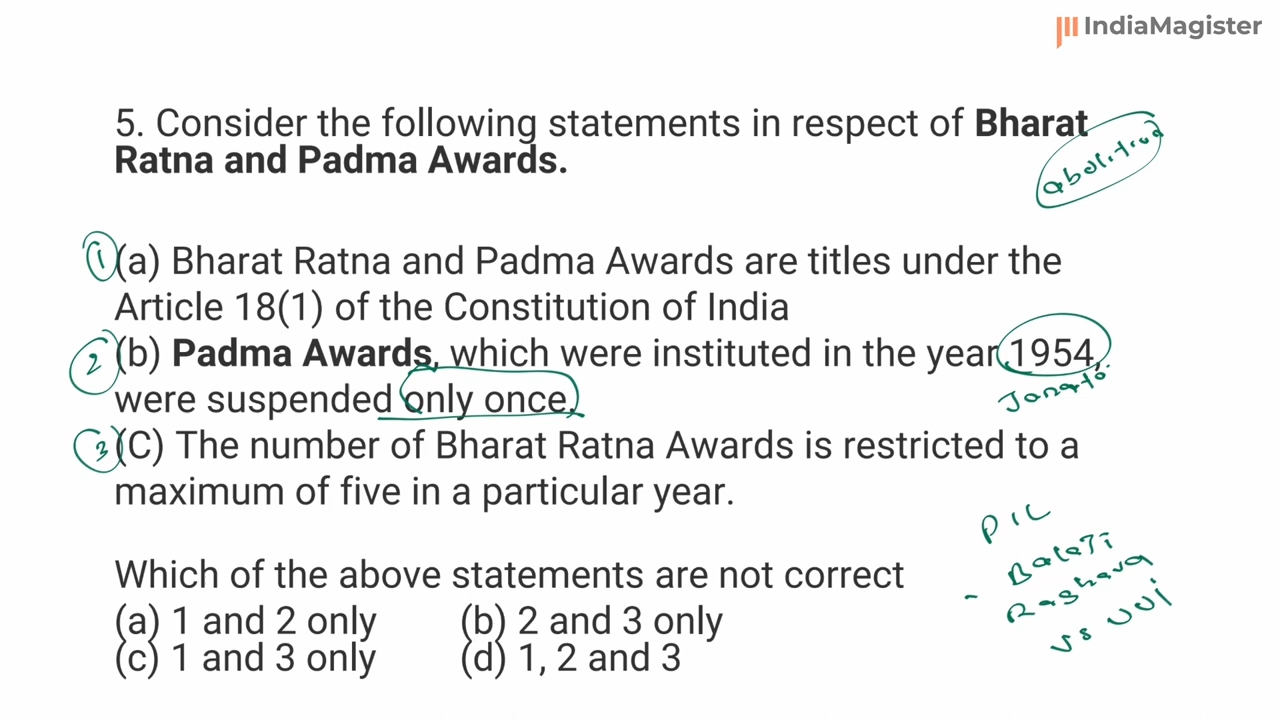 IndiaMagister
5. Consider the following statements in respect of Bharat
Ratna and Padma Awards.
1 (a) Bharat Ratna and Padma Awards are titles under the
Article 18(1) of the Constitution of India
2 (b) Padma Awards, which were instituted in the year 1954,
were suspended only once.
3 (C) The number of Bharat Ratna Awards is restricted to a
maximum of five in a particular year.
Which of the above statements are not correct
(a) 1 and 2 only (b) 2 and 3 only
(c) 1 and 3 only (d) 1, 2 and 3
PIL
Balaji
Raghava
vs